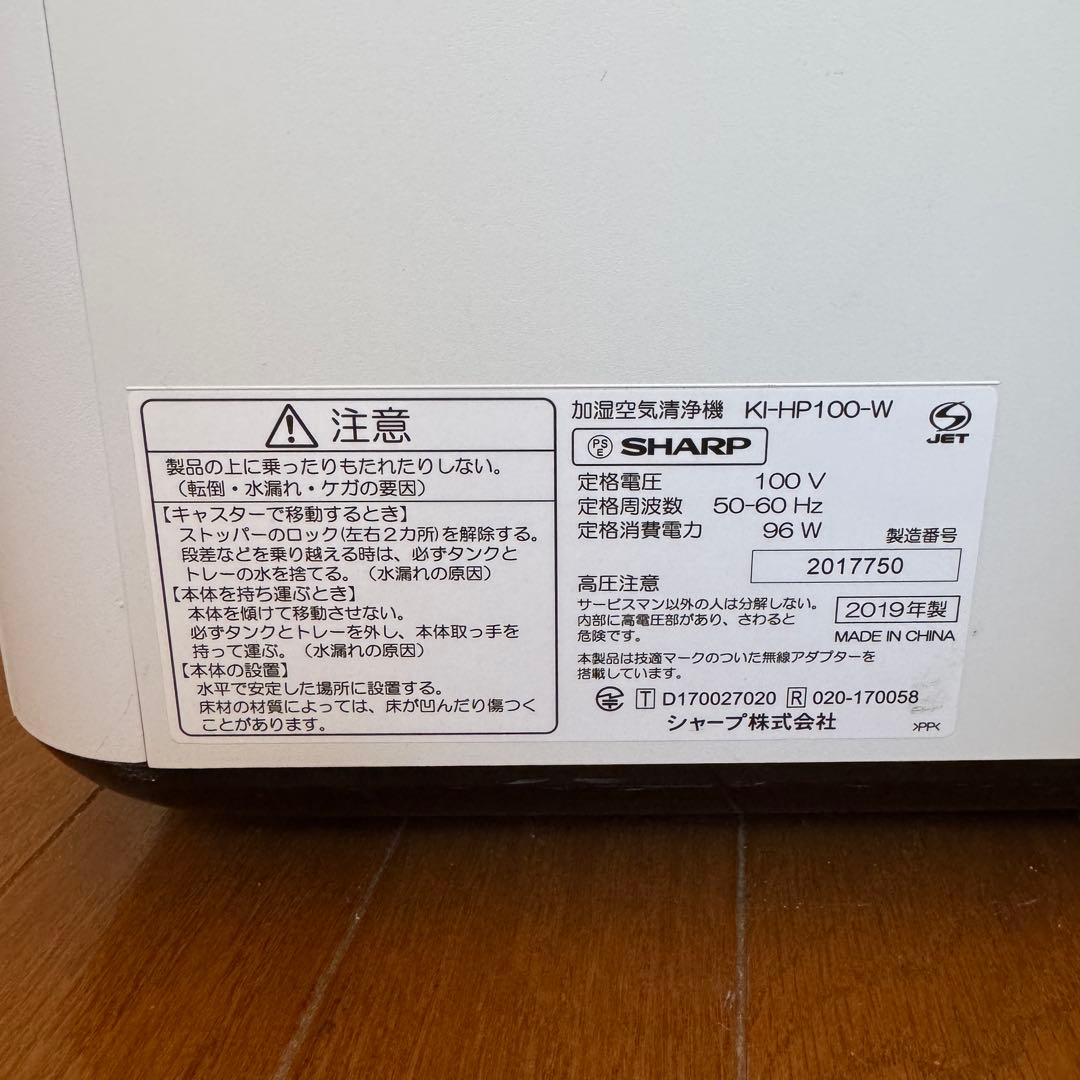 注意
製品の上に乗ったりもたれたりしない。
（転倒・水漏れ・ケガの要因）
【キャスターで移動するとき】
ストッパーのロック(左右２カ所)を解除する。
段差などを乗り越える時は、必ずタンクと
トレーの水を捨てる。（水漏れの原因）
【本体を持ち運ぶとき】
本体を傾けて移動させない。
必ずタンクとトレーを外し、本体取っ手を
持って運ぶ。（水漏れの原因）
【本体の設置】
水平で安定した場所に設置する。
床材の材質によっては、床が凹んだり傷つく
ことがあります。
加湿空気清浄機 KI-HP100-W
JET
PSE SHARP
定格電圧 100 V
定格周波数 50-60 Hz
定格消費電力 96 W
製造番号
2017750
高圧注意
サービスマン以外の人は分解しない。
内部に高電圧部があり、さわると
危険です。
2019年製
MADE IN CHINA
本製品は技適マークのついた無線アダプターを
搭載しています。
T D170027020 R 020-170058
シャープ株式会社
>PP<